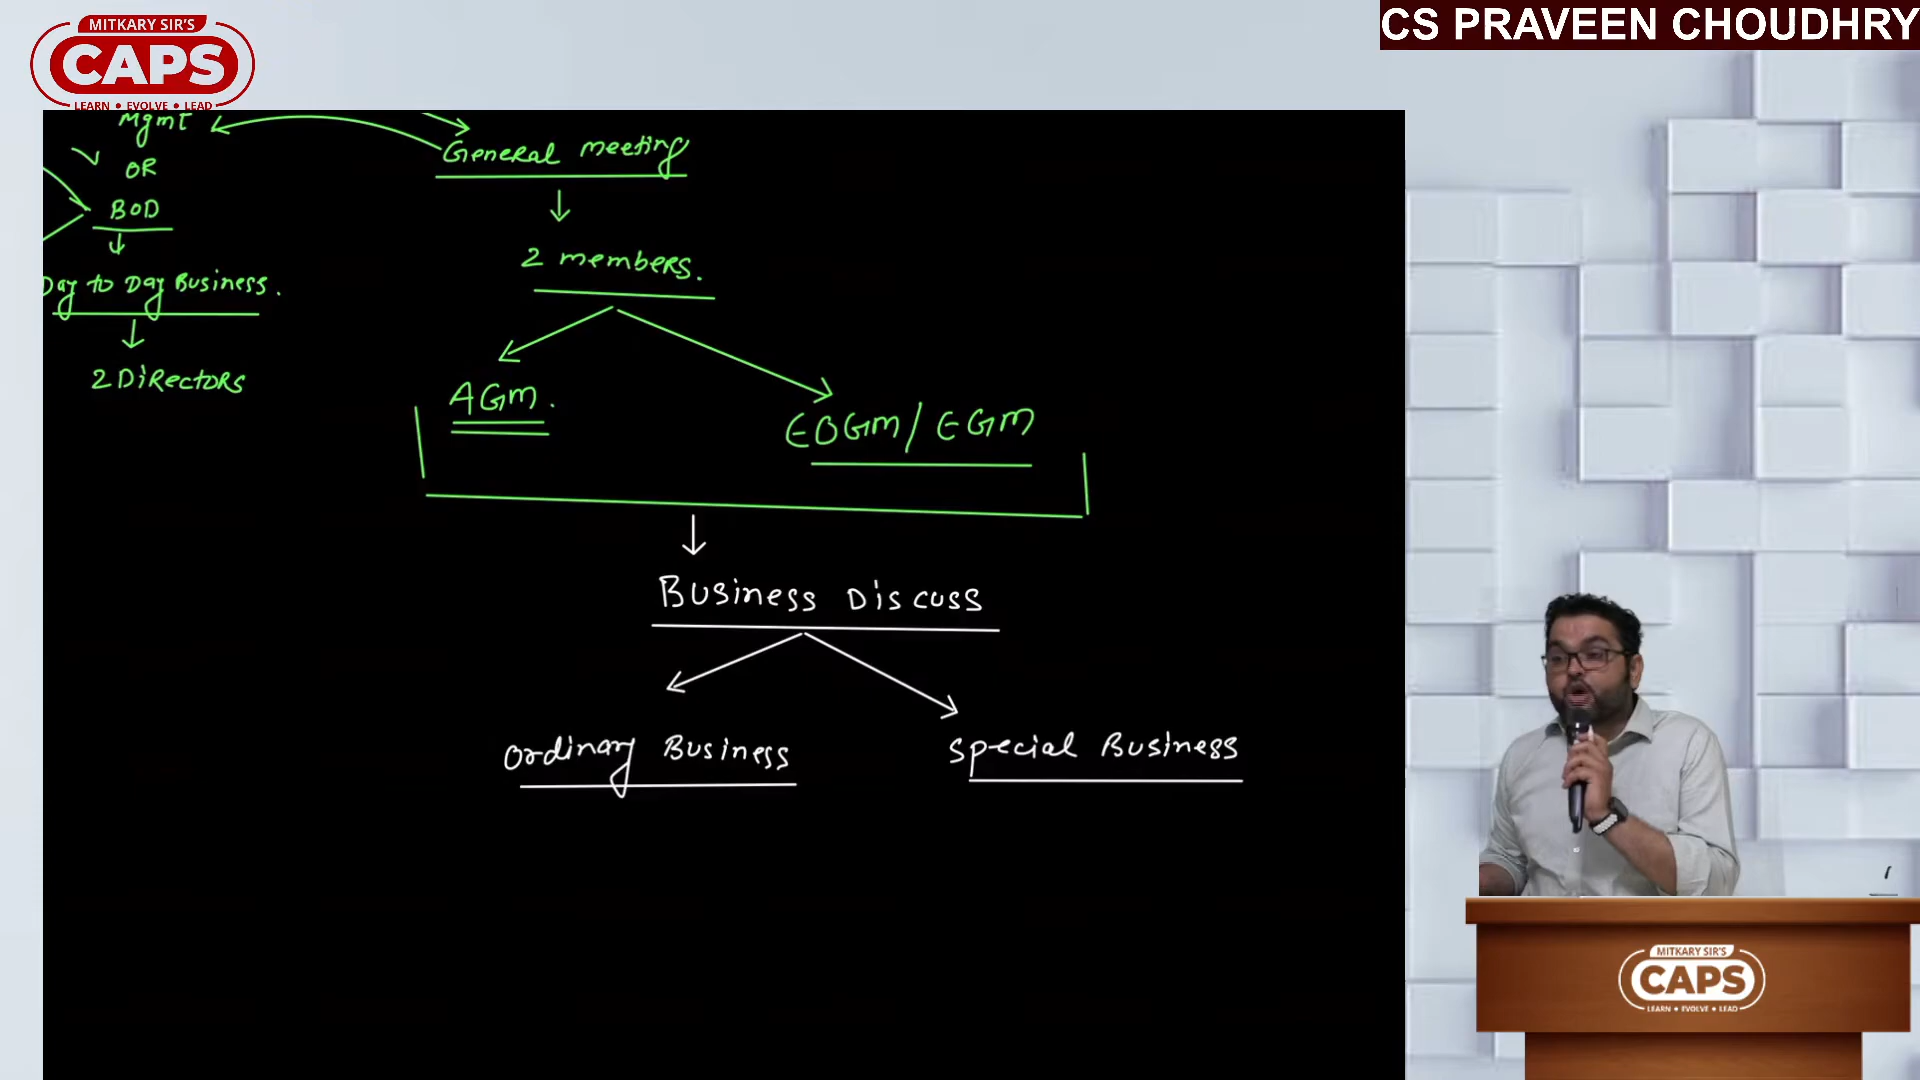 MITKARY SIR'S
CAPS
LEARN • EVOLVE • LEAD
CS PRAVEEN CHOUDHRY
Mgmt
OR
BOD
Day to Day Business.
2 Directors
General meeting
2 members.
AGM.
EOGM / EGM
Business Discuss
Ordinary Business
Special Business
MITKARY SIR'S
CAPS
LEARN • EVOLVE • LEAD